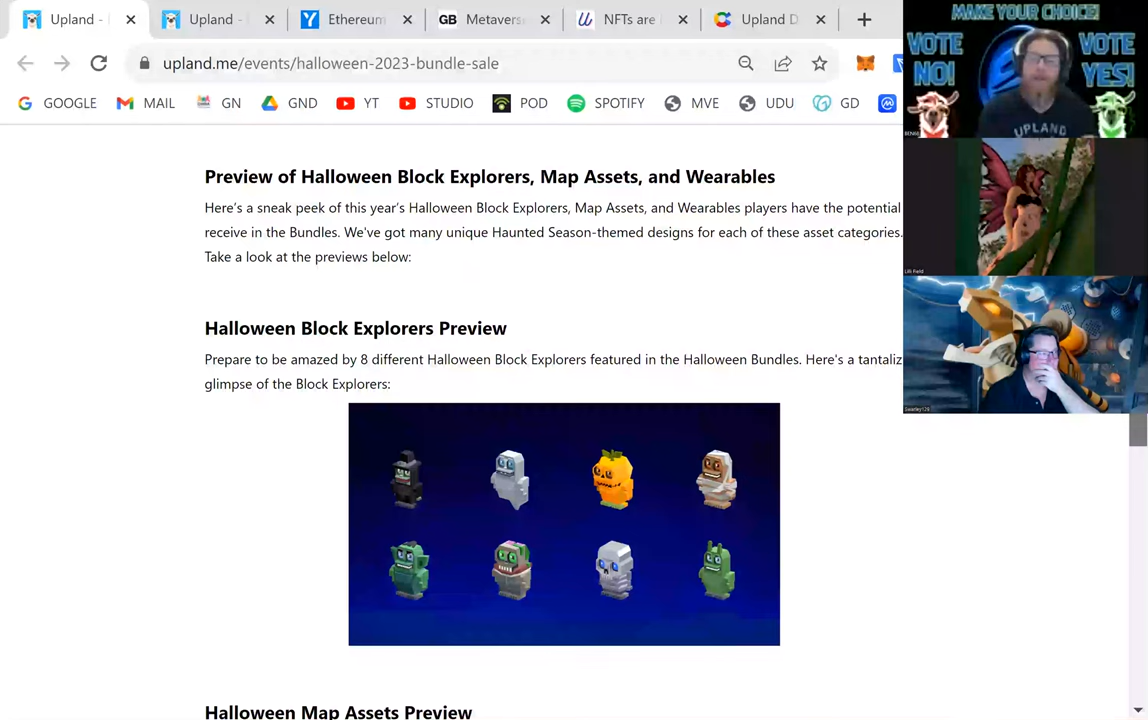 Upland -
Upland -
Ethereum
GB Metaverse
NFTs are
Upland D
upland.me/events/halloween-2023-bundle-sale
GOOGLE
MAIL
GN
GND
YT
STUDIO
POD
SPOTIFY
MVE
UDU
GD
MAKE YOUR CHOICE!
VOTE NO!
VOTE YES!
UPLAND
Lilli Field
Swanley129
Preview of Halloween Block Explorers, Map Assets, and Wearables
Here's a sneak peek of this year's Halloween Block Explorers, Map Assets, and Wearables players have the potential
receive in the Bundles. We've got many unique Haunted Season-themed designs for each of these asset categories.
Take a look at the previews below:
Halloween Block Explorers Preview
Prepare to be amazed by 8 different Halloween Block Explorers featured in the Halloween Bundles. Here's a tantaliz
glimpse of the Block Explorers:
Halloween Map Assets Preview